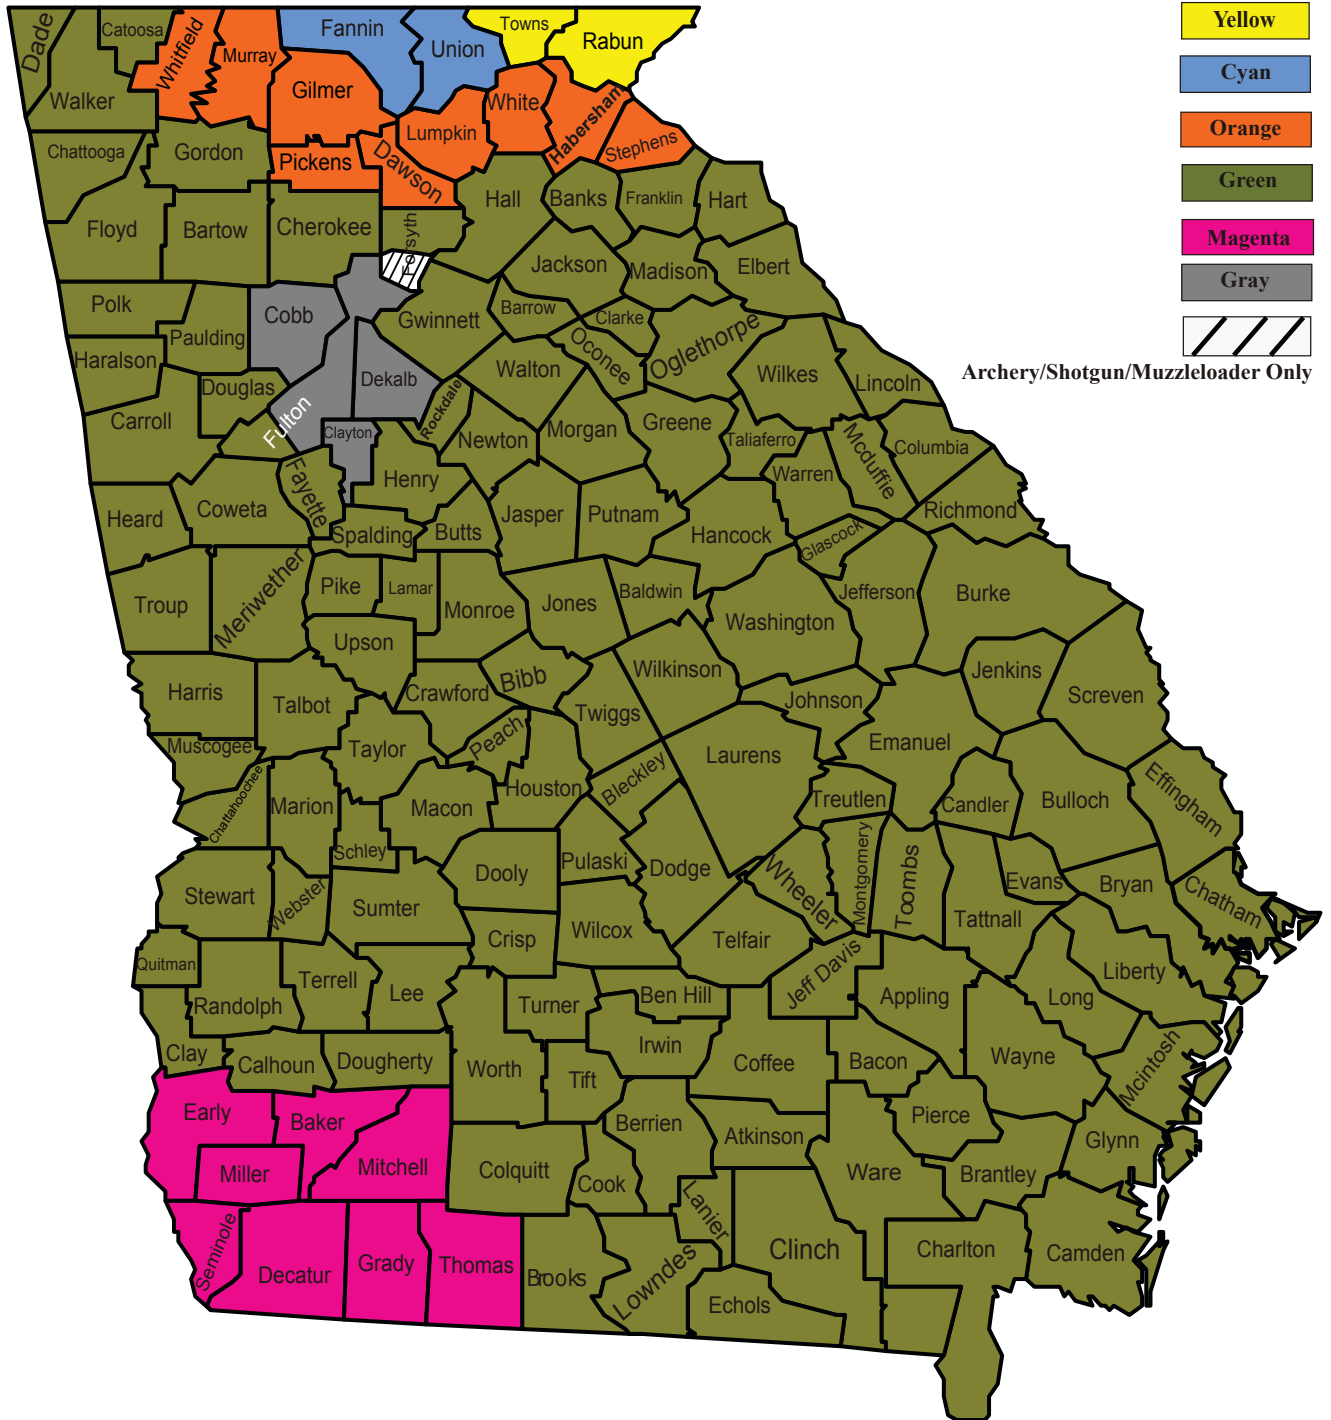 Yellow
Cyan
Orange
Green
Magenta
Gray
Archery/Shotgun/Muzzleloader Only
Dade
Catoosa
Whitfield
Murray
Fannin
Union
Towns
Rabun
Walker
Gilmer
White
Habersham
Lumpkin
Stephens
Chattooga
Gordon
Pickens
Dawson
Hall
Banks
Franklin
Hart
Floyd
Bartow
Cherokee
Forsyth
Jackson
Madison
Elbert
Polk
Cobb
Gwinnett
Barrow
Clarke
Oconee
Oglethorpe
Paulding
Haralson
Douglas
Dekalb
Rockdale
Walton
Wilkes
Lincoln
Carroll
Fulton
Clayton
Newton
Morgan
Greene
Taliaferro
Mcduffie
Columbia
Warren
Fayette
Henry
Coweta
Heard
Spalding
Butts
Jasper
Putnam
Hancock
Glascock
Richmond
Troup
Meriwether
Pike
Lamar
Monroe
Jones
Baldwin
Washington
Jefferson
Burke
Upson
Harris
Talbot
Crawford
Bibb
Twiggs
Wilkinson
Johnson
Jenkins
Screven
Muscogee
Chattahoochee
Taylor
Peach
Houston
Bleckley
Laurens
Emanuel
Marion
Macon
Treutlen
Candler
Bulloch
Effingham
Schley
Dooly
Pulaski
Dodge
Wheeler
Montgomery
Toombs
Evans
Bryan
Chatham
Stewart
Webster
Sumter
Crisp
Wilcox
Telfair
Tattnall
Quitman
Randolph
Terrell
Lee
Turner
Ben Hill
Jeff Davis
Appling
Long
Liberty
Clay
Calhoun
Dougherty
Worth
Tift
Irwin
Coffee
Bacon
Wayne
Mcintosh
Early
Baker
Miller
Mitchell
Colquitt
Cook
Berrien
Atkinson
Pierce
Ware
Brantley
Glynn
Seminole
Decatur
Grady
Thomas
Brooks
Lowndes
Lanier
Clinch
Echols
Charlton
Camden